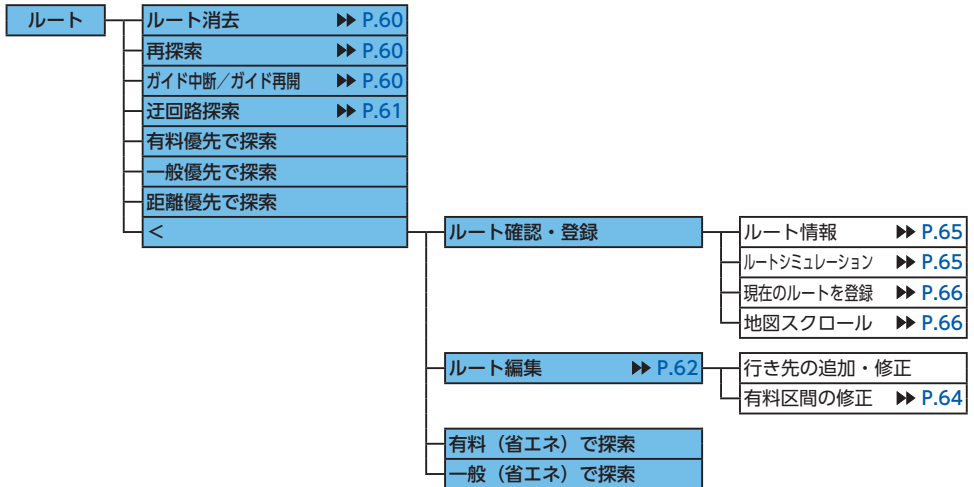 ルート
ルート消去 ▶▶ P.60
再探索 ▶▶ P.60
ガイド中断／ガイド再開 ▶▶ P.60
迂回路探索 ▶▶ P.61
有料優先で探索
一般優先で探索
距離優先で探索
＜
ルート確認・登録
ルート情報 ▶▶ P.65
ルートシミュレーション ▶▶ P.65
現在のルートを登録 ▶▶ P.66
地図スクロール ▶▶ P.66
ルート編集 ▶▶ P.62
行き先の追加・修正
有料区間の修正 ▶▶ P.64
有料（省エネ）で探索
一般（省エネ）で探索